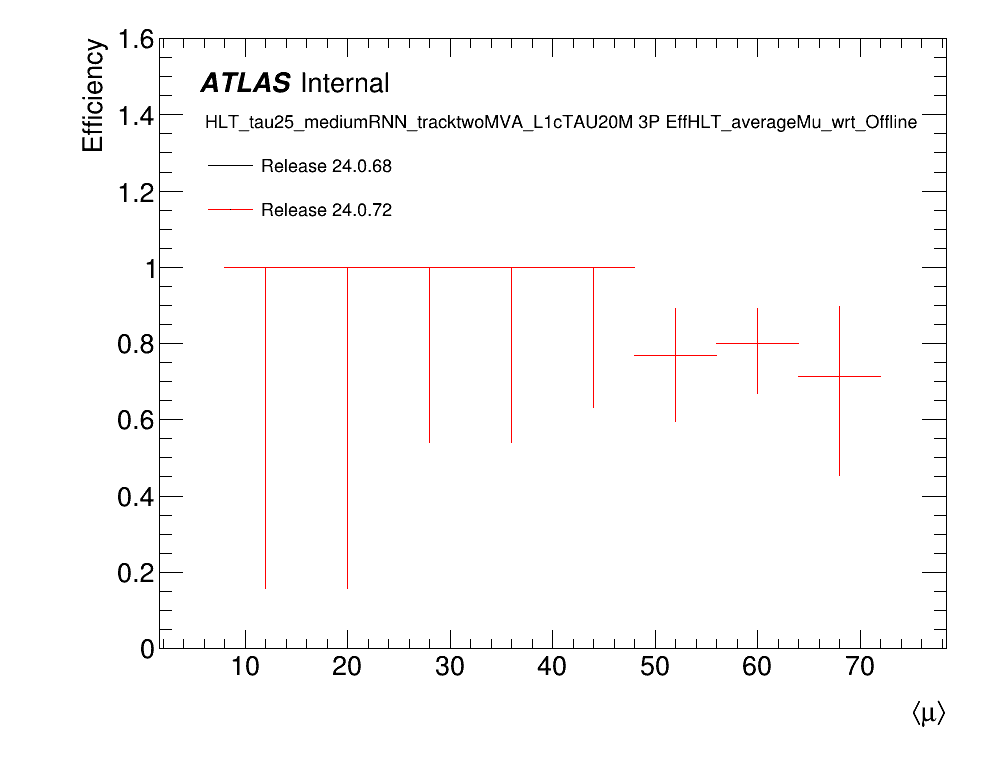 Efficiency
1.6
1.4
1.2
1
0.8
0.6
0.4
0.2
0
ATLAS Internal
HLT_tau25_mediumRNN_tracktwoMVA_L1cTAU20M 3P EffHLT_averageMu_wrt_Offline
Release 24.0.68
Release 24.0.72
10 20 30 40 50 60 70
⟨μ⟩